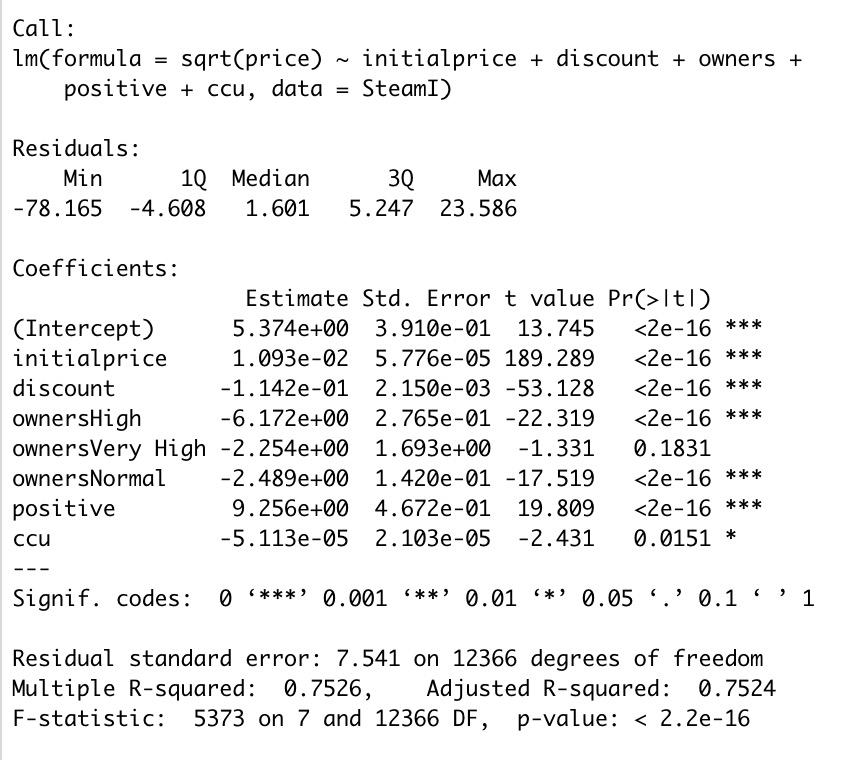 Call:
lm(formula = sqrt(price) ~ initialprice + discount + owners +
    positive + ccu, data = SteamI)

Residuals:
    Min      1Q  Median      3Q     Max
-78.165  -4.608   1.601   5.247  23.586

Coefficients:
                  Estimate Std. Error t value Pr(>|t|)
(Intercept)      5.374e+00  3.910e-01  13.745   <2e-16 ***
initialprice     1.093e-02  5.776e-05 189.289   <2e-16 ***
discount        -1.142e-01  2.150e-03 -53.128   <2e-16 ***
ownersHigh      -6.172e+00  2.765e-01 -22.319   <2e-16 ***
ownersVery High -2.254e+00  1.693e+00  -1.331   0.1831
ownersNormal    -2.489e+00  1.420e-01 -17.519   <2e-16 ***
positive         9.256e+00  4.672e-01  19.809   <2e-16 ***
ccu             -5.113e-05  2.103e-05  -2.431   0.0151 *
---
Signif. codes:  0 ‘***’ 0.001 ‘**’ 0.01 ‘*’ 0.05 ‘.’ 0.1 ‘ ’ 1

Residual standard error: 7.541 on 12366 degrees of freedom
Multiple R-squared:  0.7526,    Adjusted R-squared:  0.7524
F-statistic:  5373 on 7 and 12366 DF,  p-value: < 2.2e-16